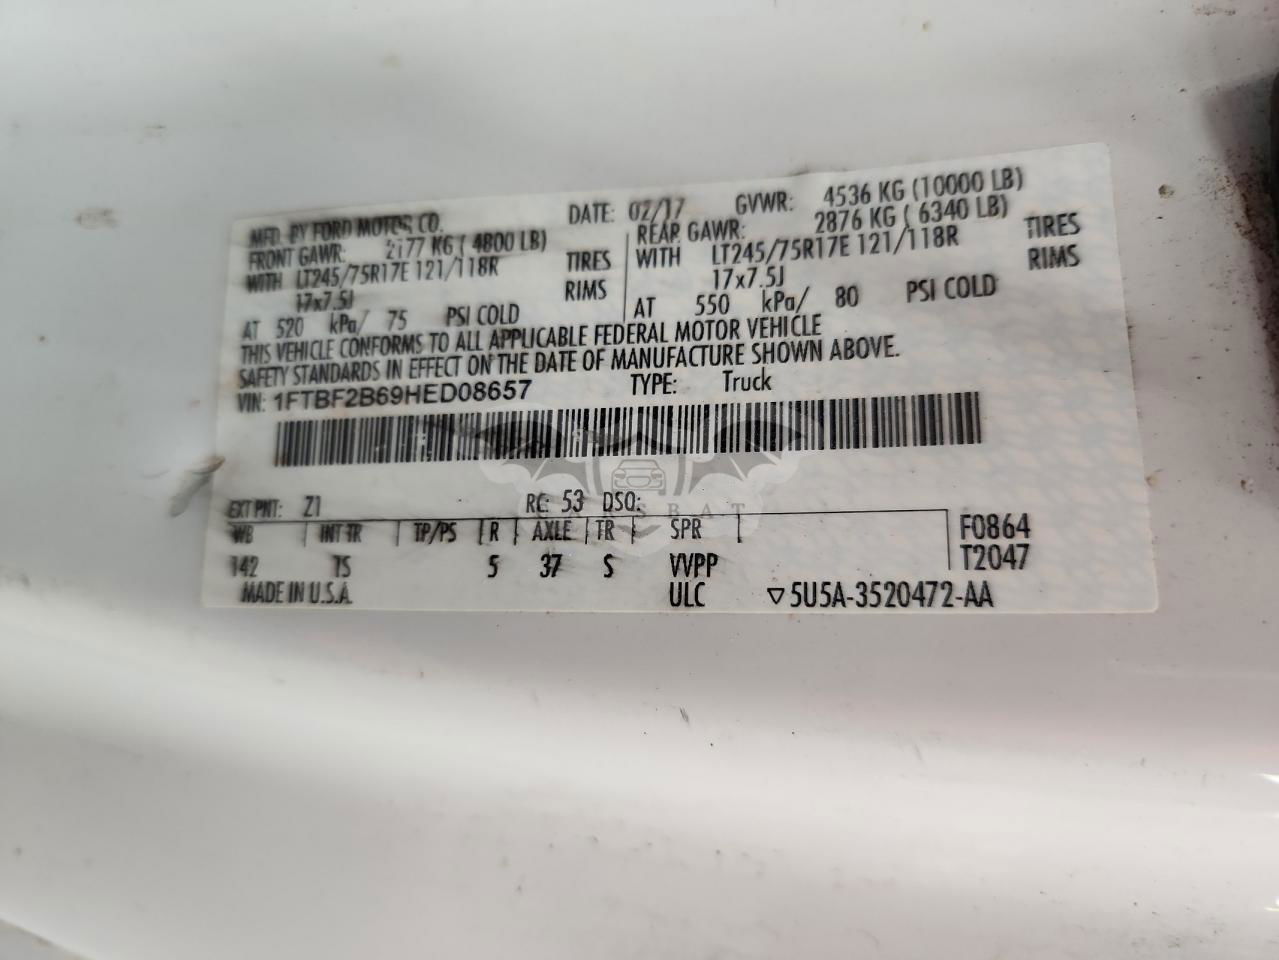 MFD. BY FORD MOTOR CO. DATE: 02/17 GVWR: 4536 KG (10000 LB)
FRONT GAWR: 2177 KG ( 4800 LB) REAR GAWR: 2876 KG ( 6340 LB)
WITH LT245/75R17E 121/118R TIRES WITH LT245/75R17E 121/118R TIRES
17x7.5J RIMS 17x7.5J RIMS
AT 520 kPa/ 75 PSI COLD AT 550 kPa/ 80 PSI COLD
THIS VEHICLE CONFORMS TO ALL APPLICABLE FEDERAL MOTOR VEHICLE
SAFETY STANDARDS IN EFFECT ON THE DATE OF MANUFACTURE SHOWN ABOVE.
VIN: 1FTBF2B69HED08657 TYPE: Truck
EXT PNT: Z1 RC: 53 DSO:
CARSBAT
WB INT TR TP/PS R AXLE TR SPR F0864
142 TS 5 37 S VVPP T2047
MADE IN U.S.A. ULC ▽5U5A-3520472-AA